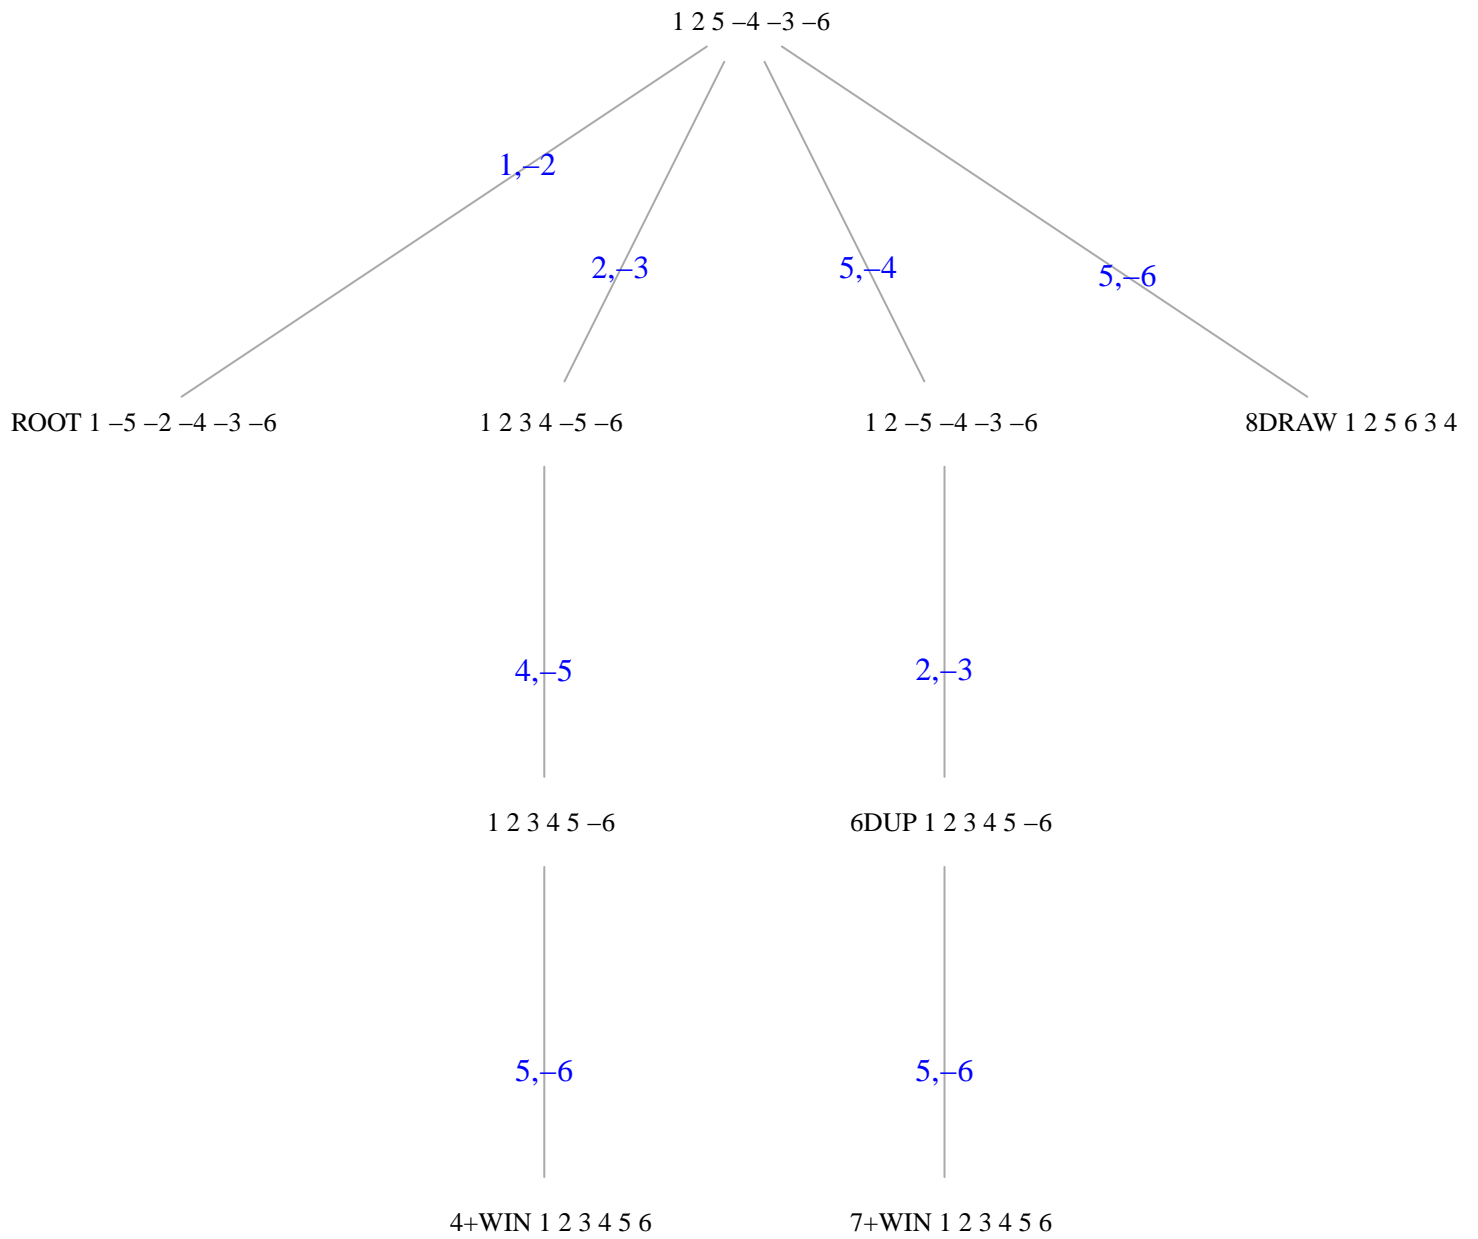 1 2 5 –4 –3 –6
1,–2
2,–3
5,–4
5,–6
ROOT 1 –5 –2 –4 –3 –6
1 2 3 4 –5 –6
1 2 –5 –4 –3 –6
8DRAW 1 2 5 6 3 4
4,–5
2,–3
1 2 3 4 5 –6
6DUP 1 2 3 4 5 –6
5,–6
5,–6
4+WIN 1 2 3 4 5 6
7+WIN 1 2 3 4 5 6